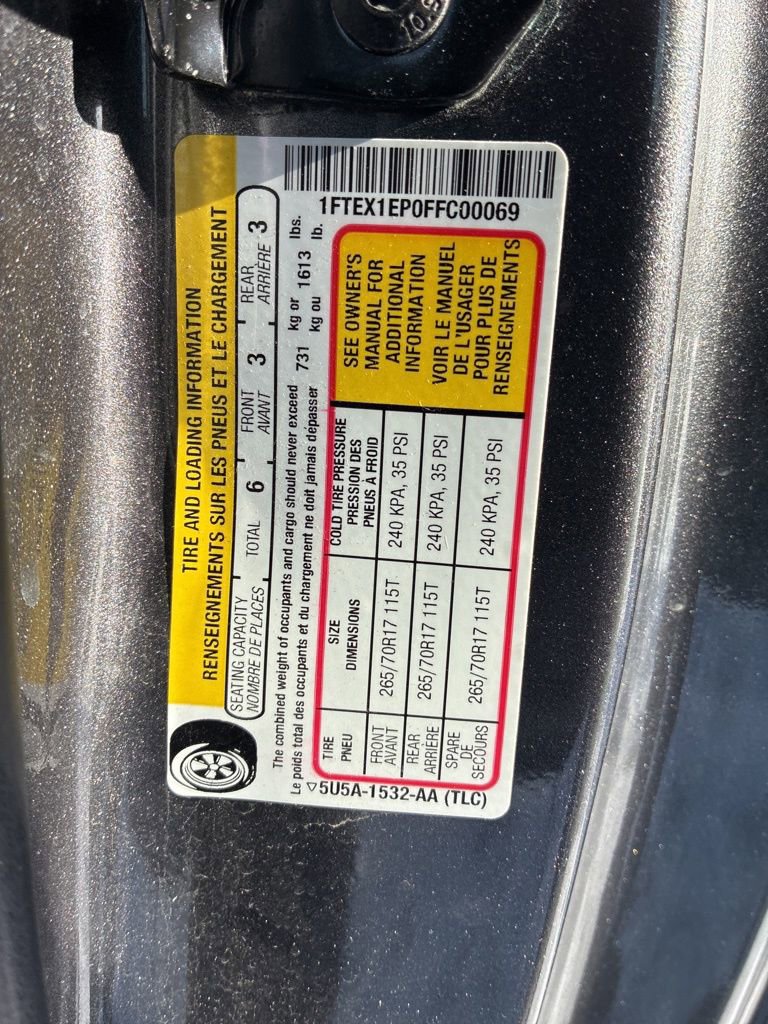 10.9
1FTEX1EP0FFC00069
TIRE AND LOADING INFORMATION
RENSEIGNEMENTS SUR LES PNEUS ET LE CHARGEMENT
SEATING CAPACITY
NOMBRE DE PLACES
TOTAL 6
FRONT
AVANT
3
REAR
ARRIÈRE
3
The combined weight of occupants and cargo should never exceed
Le poids total des occupants et du chargement ne doit jamais dépasser
731
kg or
kg ou
1613
lbs.
lb.
TIRE
PNEU
SIZE
DIMENSIONS
COLD TIRE PRESSURE
PRESSION DES
PNEUS À FROID
FRONT
AVANT
265/70R17 115T
240 KPA, 35 PSI
REAR
ARRIÈRE
265/70R17 115T
240 KPA, 35 PSI
SPARE
DE
SECOURS
265/70R17 115T
240 KPA, 35 PSI
SEE OWNER'S
MANUAL FOR
ADDITIONAL
INFORMATION
VOIR LE MANUEL
DE L'USAGER
POUR PLUS DE
RENSEIGNEMENTS
▽5U5A-1532-AA (TLC)